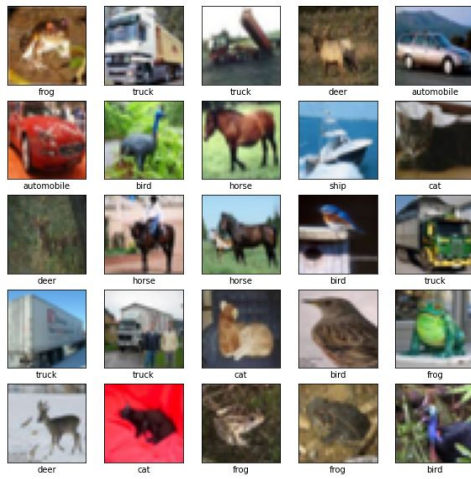 frog truck truck deer automobile
automobile bird horse ship cat
deer horse horse bird truck
truck truck cat bird frog
deer cat frog frog bird